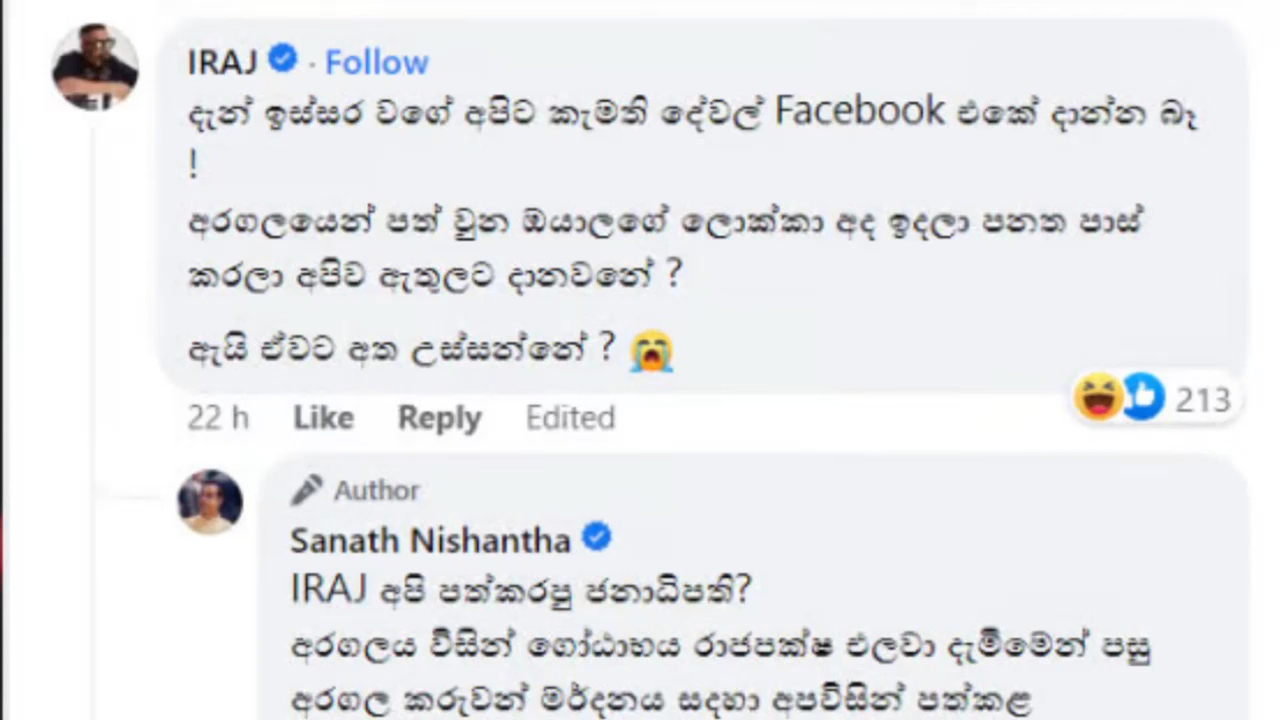 IRAJ · Follow
දැන් ඉස්සර වගේ අපිට කැමති දේවල් Facebook එකේ දාන්න බෑ
!
අරගලයෙන් පත් වුන ඔයාලගේ ලොක්කා අද ඉදලා පනත පාස්
කරලා අපිව ඇතුලට දානවනේ ?
ඇයි ඒවට අත උස්සන්නේ ? 😭
22 h Like Reply Edited
213
Author
Sanath Nishantha
IRAJ අපි පත්කරපු ජනාධිපති?
අරගලය විසින් ගෝඨාභය රාජපක්ෂ එලවා දැමීමෙන් පසු
අරගල කරුවන් මර්දනය සදහා අපවිසින් පත්කළ